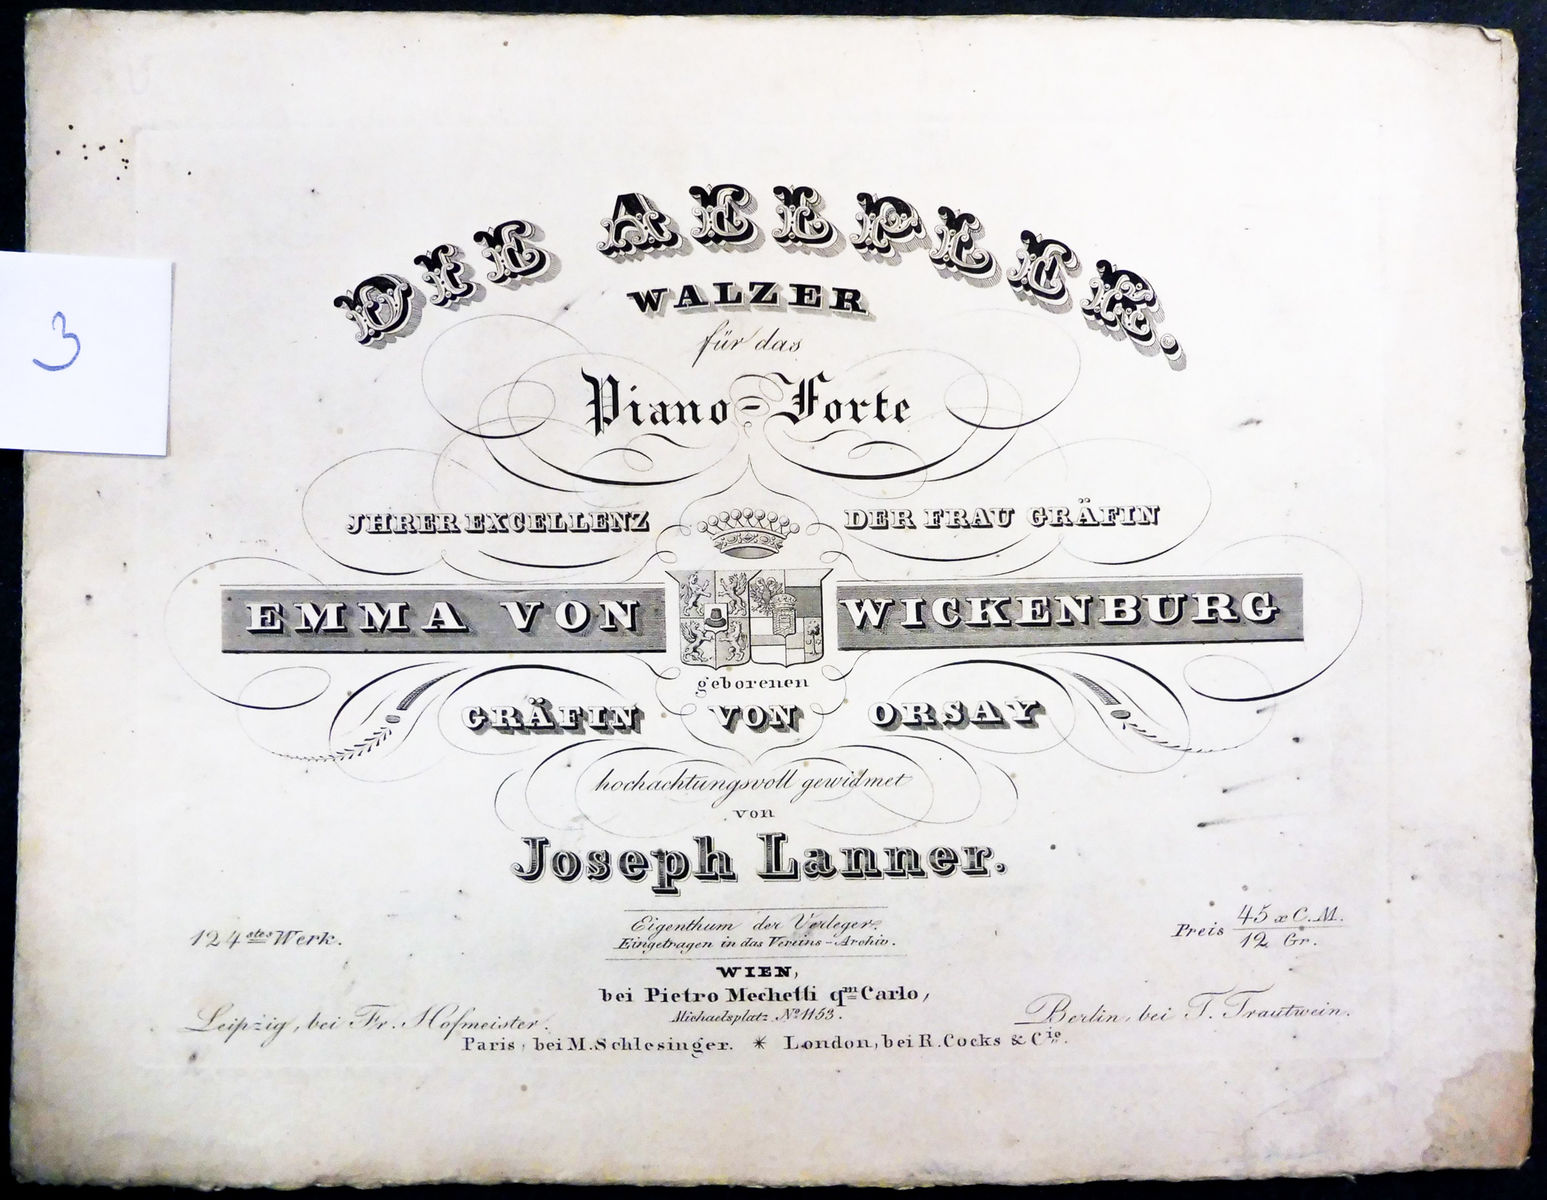 DIE AELPLER.
WALZER
für das
Piano-Forte
JHRER EXCELLENZ DER FRAU GRÄFIN
EMMA VON WICKENBURG
geborenen
GRÄFIN VON ORSAY
hochachtungsvoll gewidmet
von
Joseph Lanner.
124stes Werk.
Eigenthum der Verleger.
Eingetragen in das Vereins-Archiv.
Preis 45 x C.M.
12 Gr.
WIEN,
bei Pietro Mechetti qm Carlo,
Michaelsplatz No 1153.
Leipzig, bei Fr. Hofmeister.
Berlin, bei T. Trautwein.
Paris, bei M. Schlesinger. * London, bei R. Cocks & Cie.
3